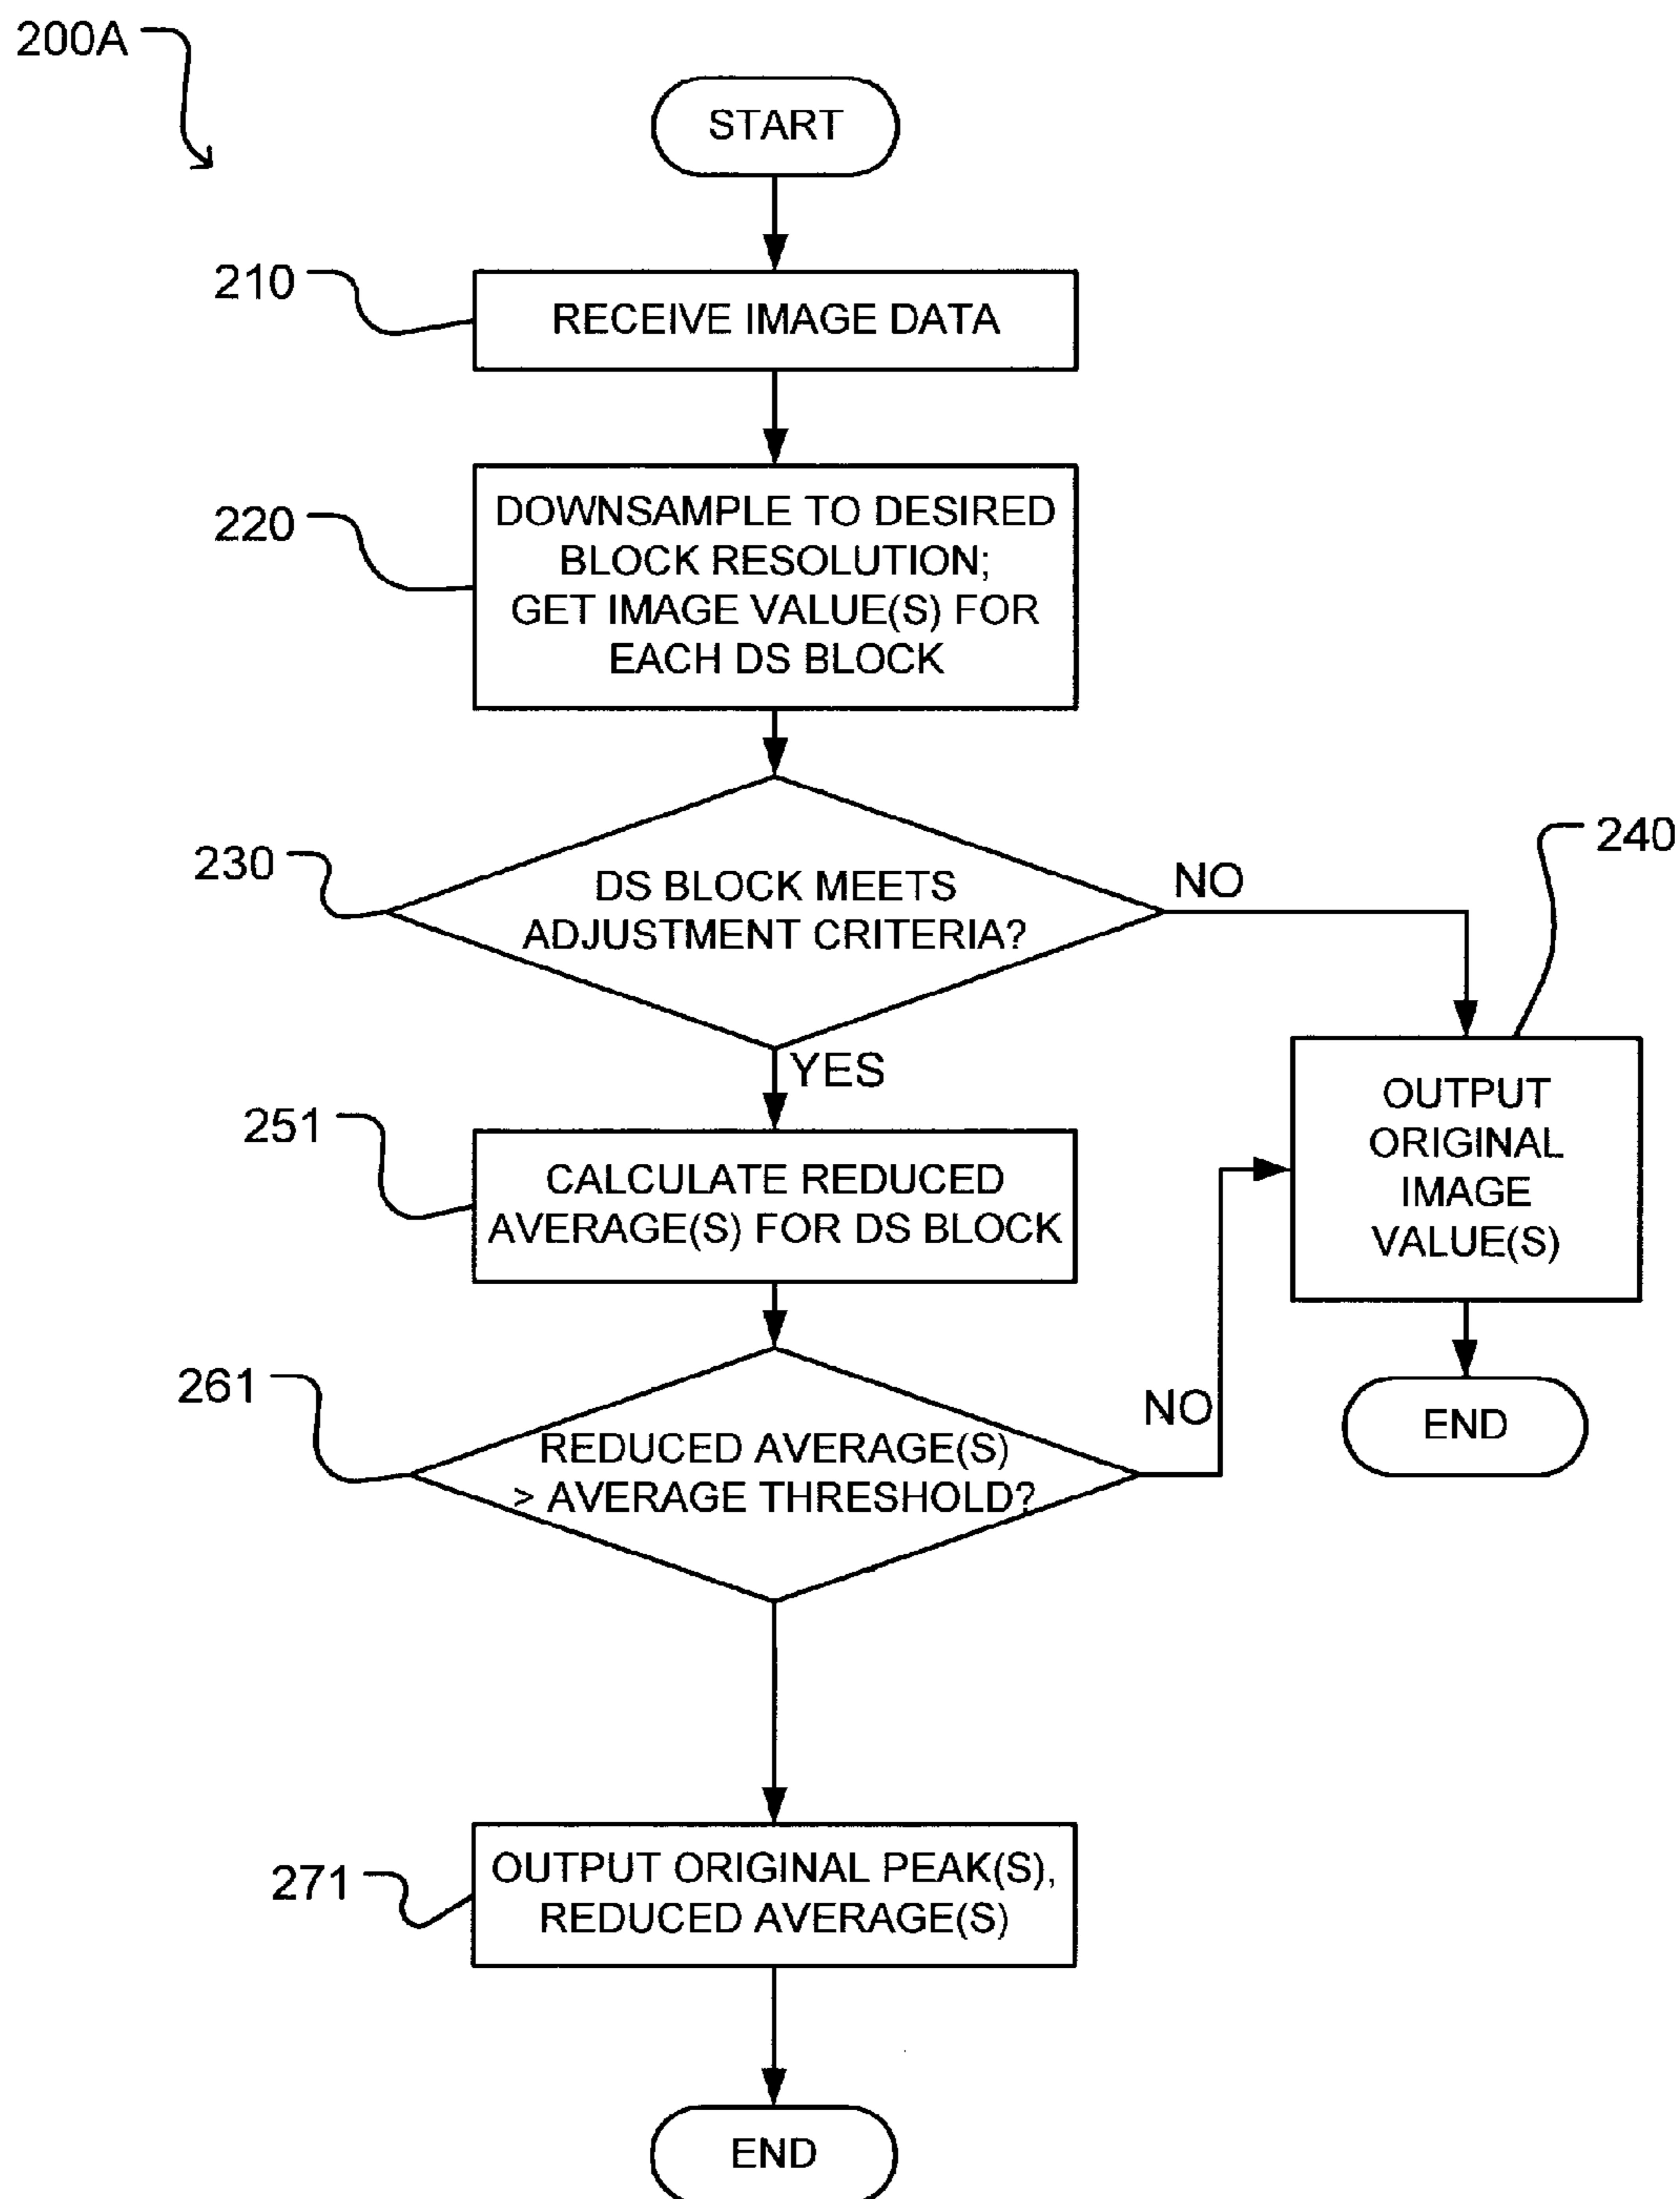 200A
START
210
RECEIVE IMAGE DATA
220
DOWNSAMPLE TO DESIRED
BLOCK RESOLUTION;
GET IMAGE VALUE(S) FOR
EACH DS BLOCK
230
DS BLOCK MEETS
ADJUSTMENT CRITERIA?
NO
240
YES
OUTPUT
ORIGINAL
IMAGE
VALUE(S)
251
CALCULATE REDUCED
AVERAGE(S) FOR DS BLOCK
261
REDUCED AVERAGE(S)
> AVERAGE THRESHOLD?
NO
END
271
OUTPUT ORIGINAL PEAK(S),
REDUCED AVERAGE(S)
END